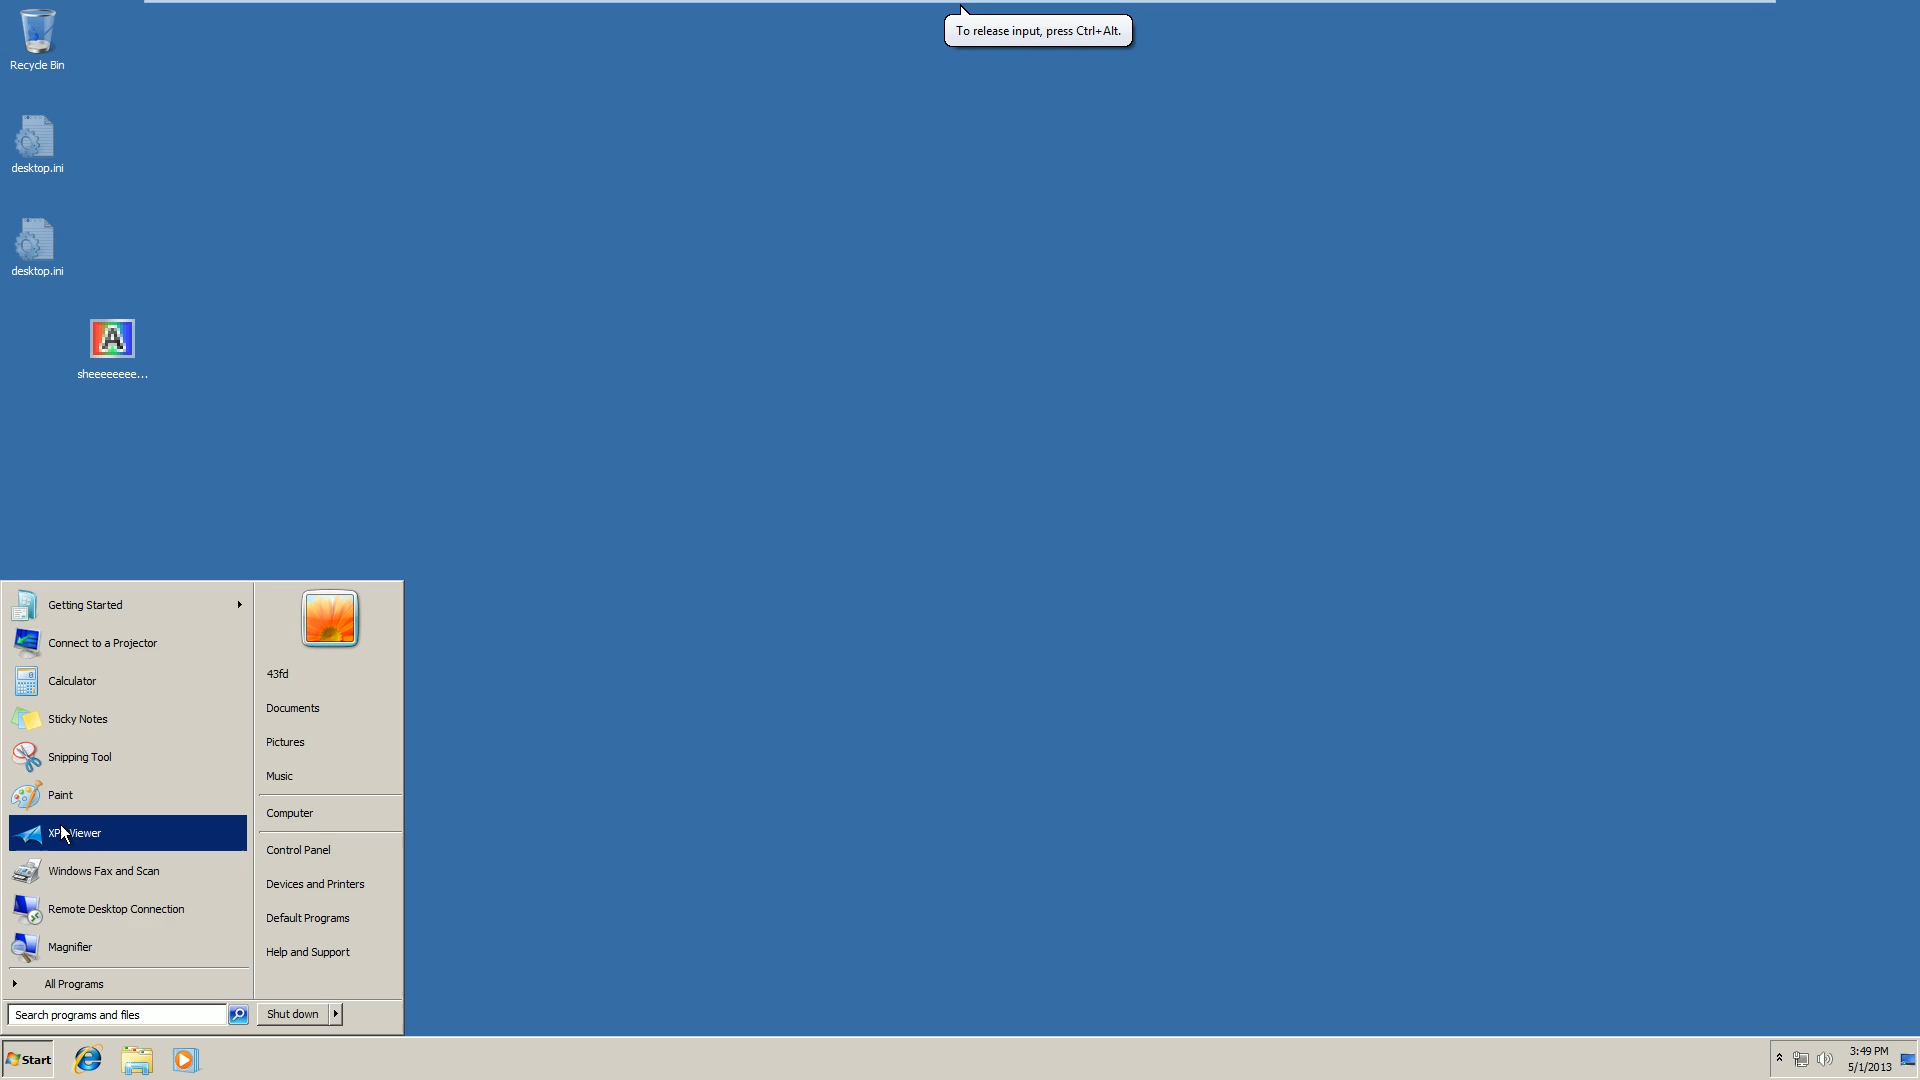 To release input, press Ctrl+Alt.
Recycle Bin
desktop.ini
desktop.ini
sheeeeeeee...
Getting Started
Connect to a Projector
Calculator
Sticky Notes
Snipping Tool
Paint
Viewer
Windows Fax and Scan
Remote Desktop Connection
Magnifier
All Programs
Search programs and files
43fd
Documents
Pictures
Music
Computer
Control Panel
Devices and Printers
Default Programs
Help and Support
Shut down
Start
3:49 PM
5/1/2013